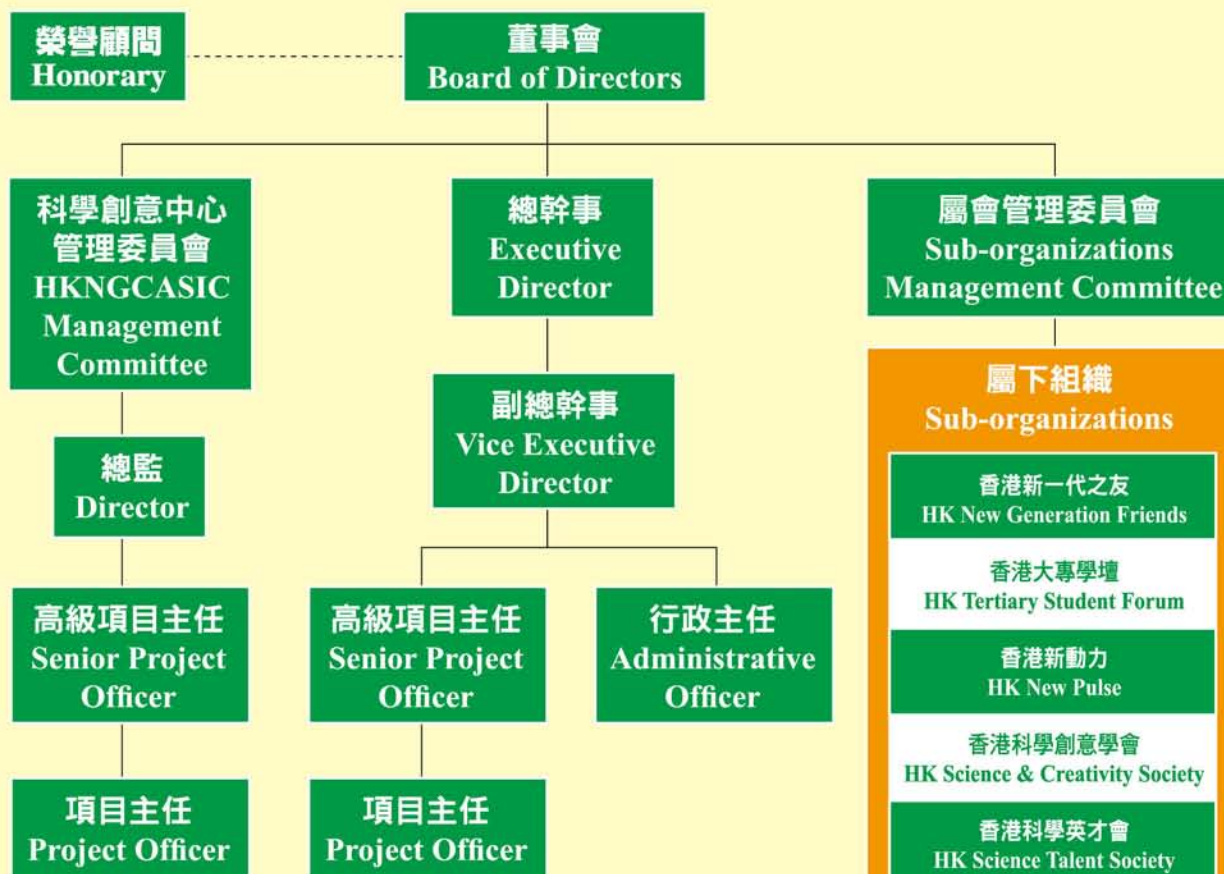 榮譽顧問
Honorary
董事會
Board of Directors
科學創意中心
管理委員會
HKNGCASIC
Management
Committee
總幹事
Executive
Director
屬會管理委員會
Sub-organizations
Management Committee
副總幹事
Vice Executive
Director
屬下組織
Sub-organizations
總監
Director
香港新一代之友
HK New Generation Friends
香港大專學壇
HK Tertiary Student Forum
高級項目主任
Senior Project
Officer
高級項目主任
Senior Project
Officer
行政主任
Administrative
Officer
香港新動力
HK New Pulse
香港科學創意學會
HK Science & Creativity Society
項目主任
Project Officer
項目主任
Project Officer
香港科學英才會
HK Science Talent Society